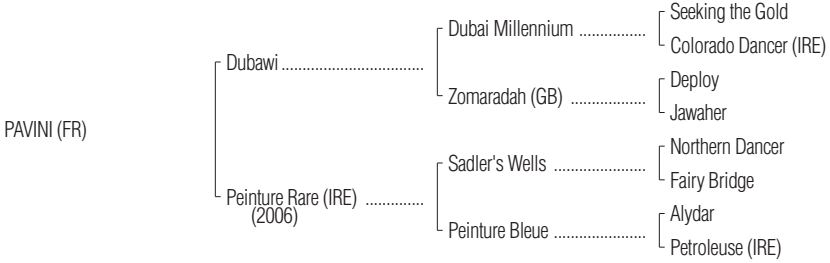 Seeking the Gold
Dubai Millennium ................
Colorado Dancer (IRE)
Dubawi ..................................
Deploy
Zomaradah (GB) ..................
Jawaher
PAVINI (FR)
Northern Dancer
Sadler's Wells ......................
Fairy Bridge
Peinture Rare (IRE) ..............
(2006)
Alydar
Peinture Bleue ......................
Petroleuse (IRE)